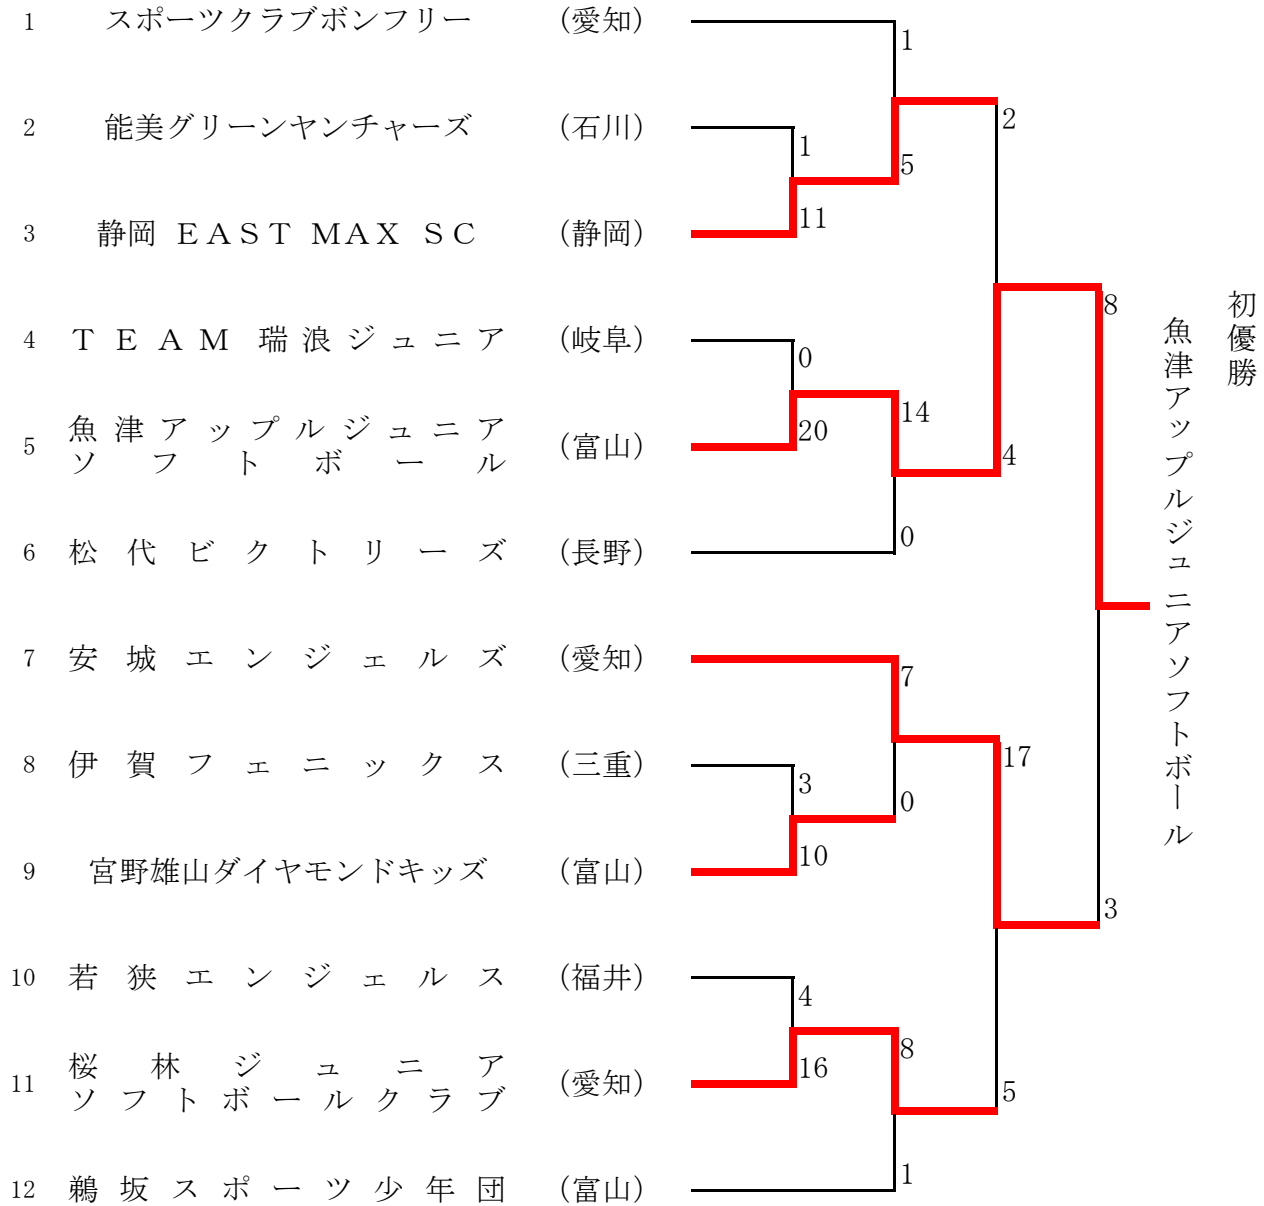 1 スポーツクラブボンフリー (愛知)
2 能美グリーンヤンチャーズ (石川)
3 静岡 ＥＡＳＴ ＭＡＸ ＳＣ (静岡)
4 ＴＥＡＭ 瑞浪ジュニア (岐阜)
5 魚津アップルジュニア (富山)
ソフトボール
6 松代ビクトリーズ (長野)
7 安城エンジェルズ (愛知)
8 伊賀フェニックス (三重)
9 宮野雄山ダイヤモンドキッズ (富山)
10 若狭エンジェルス (福井)
11 桜林ジュニア (愛知)
ソフトボールクラブ
12 鵜坂スポーツ少年団 (富山)
1
11
0
20
3
10
4
16
1
5
14
0
7
0
8
1
2
4
17
5
8
3
初優勝
魚津アップルジュニアソフトボール